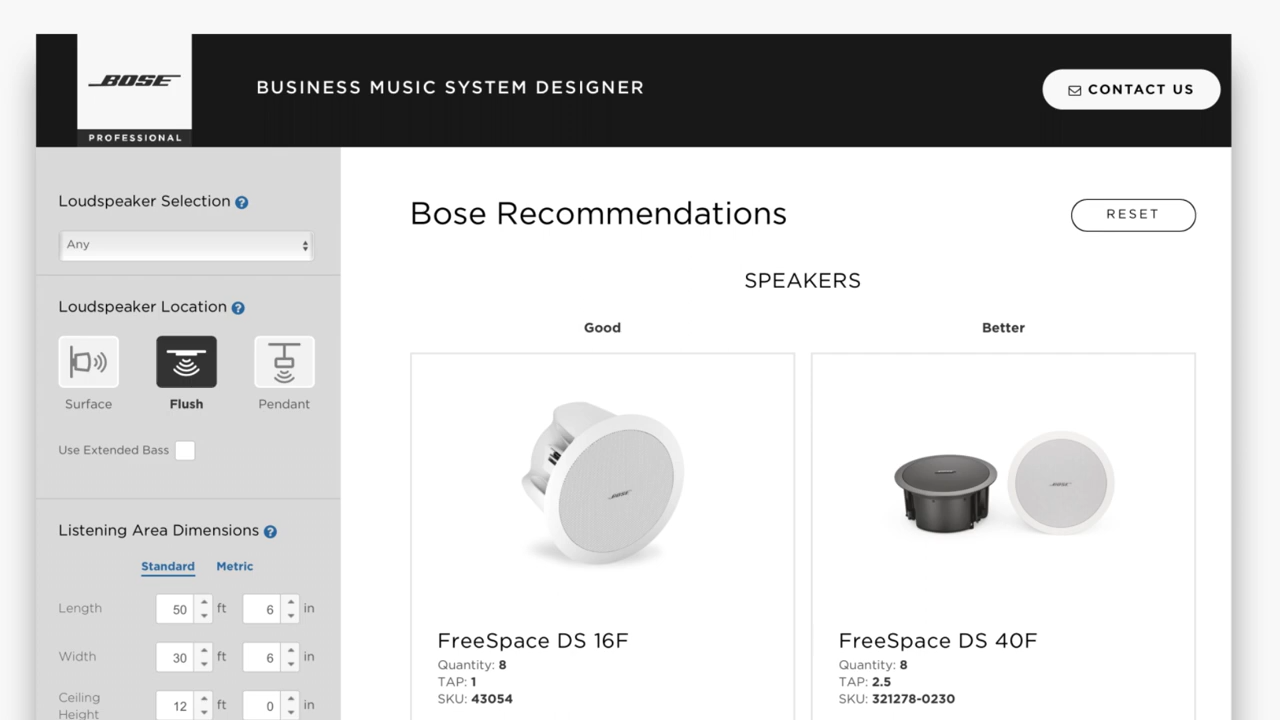 BOSE
PROFESSIONAL
BUSINESS MUSIC SYSTEM DESIGNER
CONTACT US
Loudspeaker Selection ?
Any
Loudspeaker Location ?
Surface Flush Pendant
Use Extended Bass
Listening Area Dimensions ?
Standard Metric
Length 50 ft 6 in
Width 30 ft 6 in
Ceiling
Height 12 ft 0 in
Bose Recommendations
RESET
SPEAKERS
Good
BOSE
FreeSpace DS 16F
Quantity: 8
TAP: 1
SKU: 43054
Better
BOSE
FreeSpace DS 40F
Quantity: 8
TAP: 2.5
SKU: 321278-0230